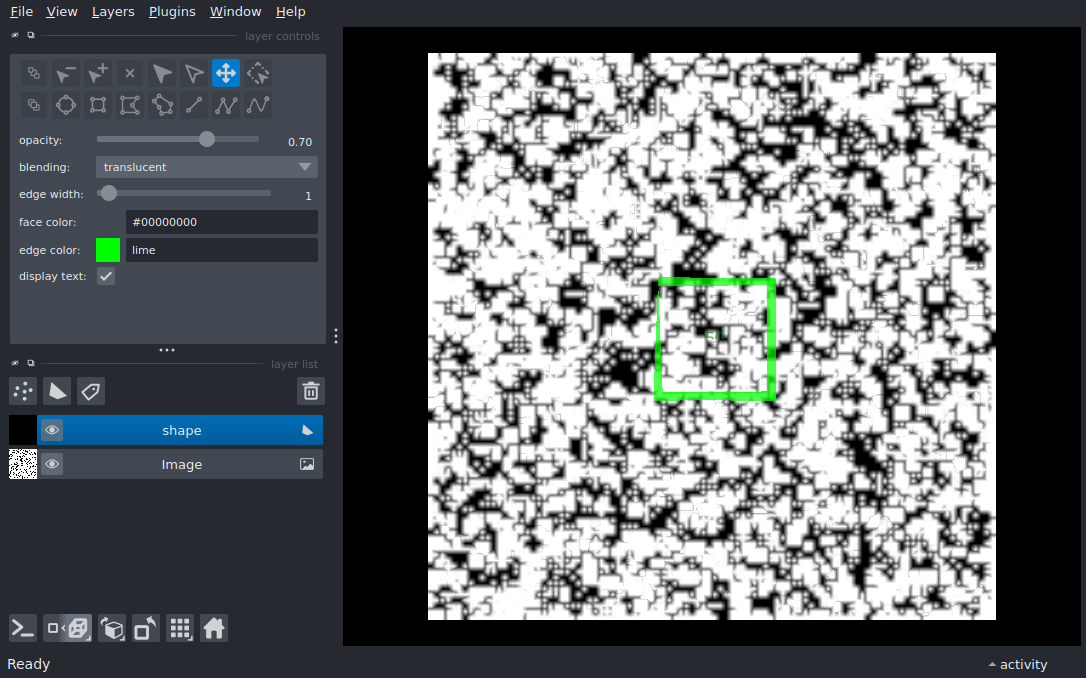 File View Layers Plugins Window Help
layer controls
opacity: 0.70
blending: translucent
edge width: 1
face color: #00000000
edge color: lime
display text:
layer list
shape
Image
Ready activity